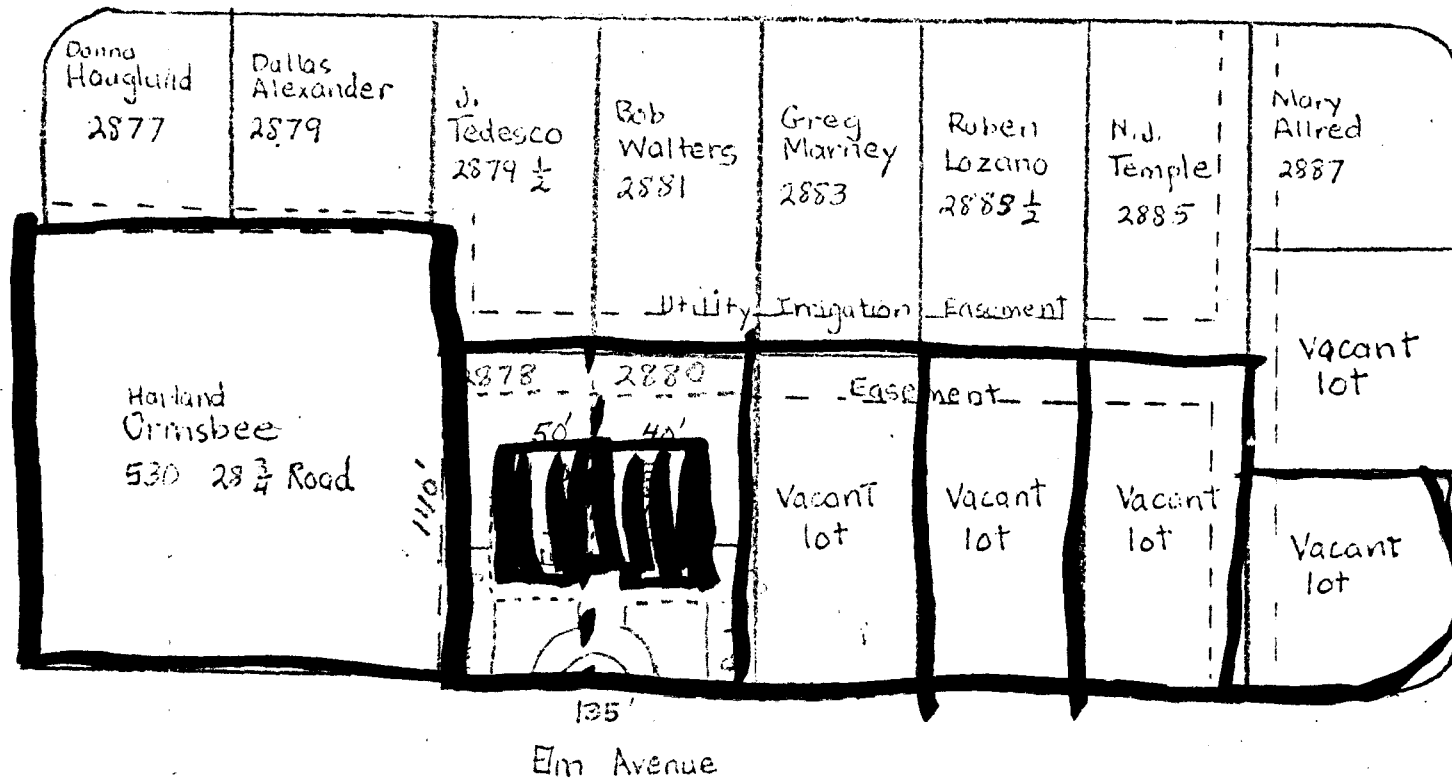 Donna
Hauglund
2877
Dallas
Alexander
2879
J.
Tedesco
2879 ½
Bob
Walters
2881
Greg
Marney
2883
Ruben
Lozano
2883 ½
N.J.
Temple
2885
Mary
Allred
2887
Utility Irrigation Easement
Vacant
lot
2878
2880
Easement
Harland
Ormsbee
530 28 ¾ Road
140'
50'
40'
Vacant
lot
Vacant
lot
Vacant
lot
Vacant
lot
135'
Elm Avenue